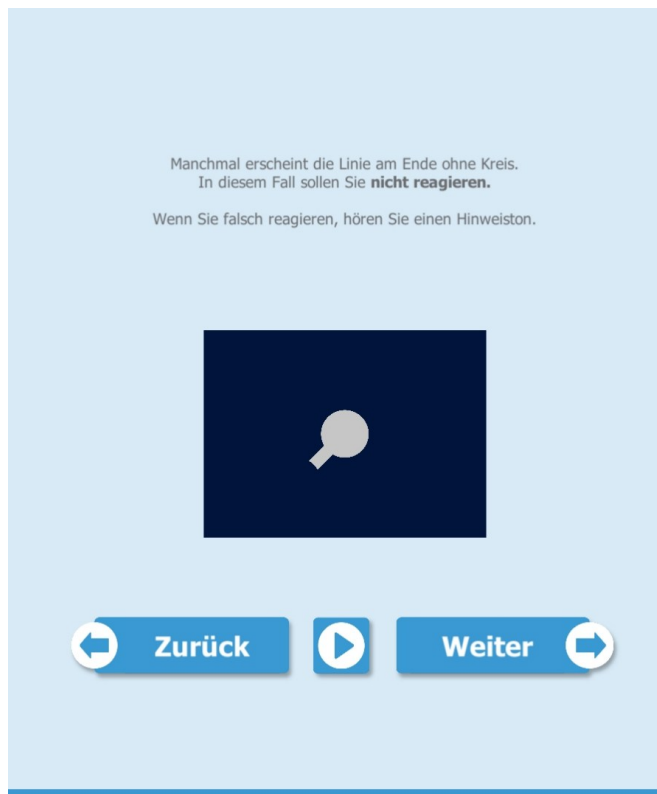 Manchmal erscheint die Linie am Ende ohne Kreis.
In diesem Fall sollen Sie nicht reagieren.
Wenn Sie falsch reagieren, hören Sie einen Hinweiston.
Zurück
Weiter